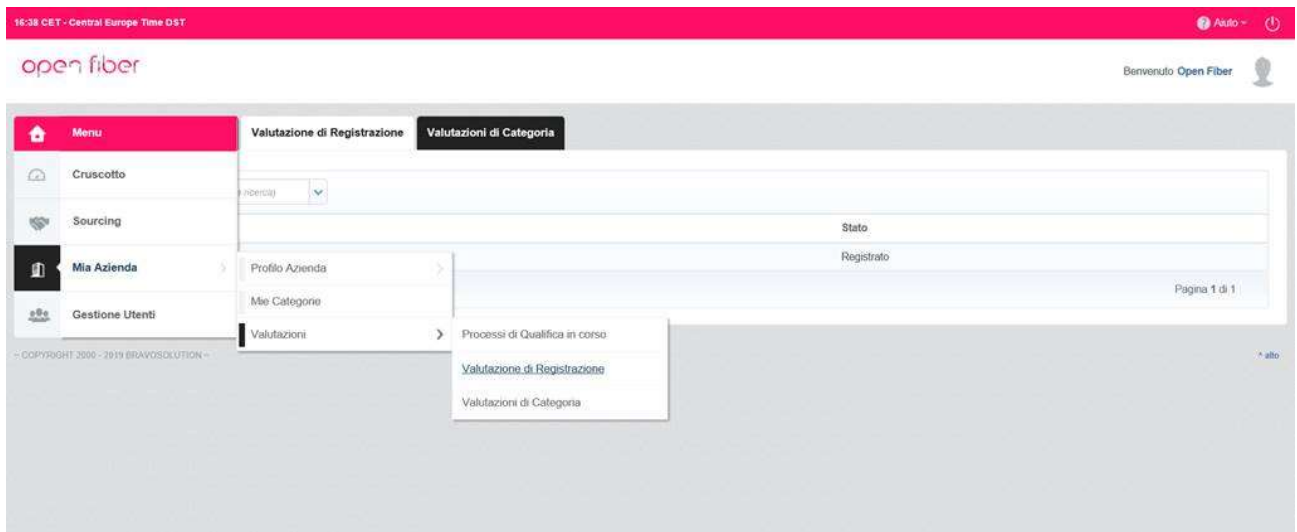 16:38 CET - Central Europe Time DST
Aiuto
open fiber
Benvenuto Open Fiber
Menu
Valutazione di Registrazione
Valutazioni di Categoria
Cruscotto
Sourcing
Stato
Mia Azienda
Profilo Azienda
Registrato
Mie Categorie
Pagina 1 di 1
Gestione Utenti
Valutazioni
Processi di Qualifica in corso
~ COPYRIGHT 2000 - 2019 BRAVOSOLUTION ~
^ alto
Valutazione di Registrazione
Valutazioni di Categoria